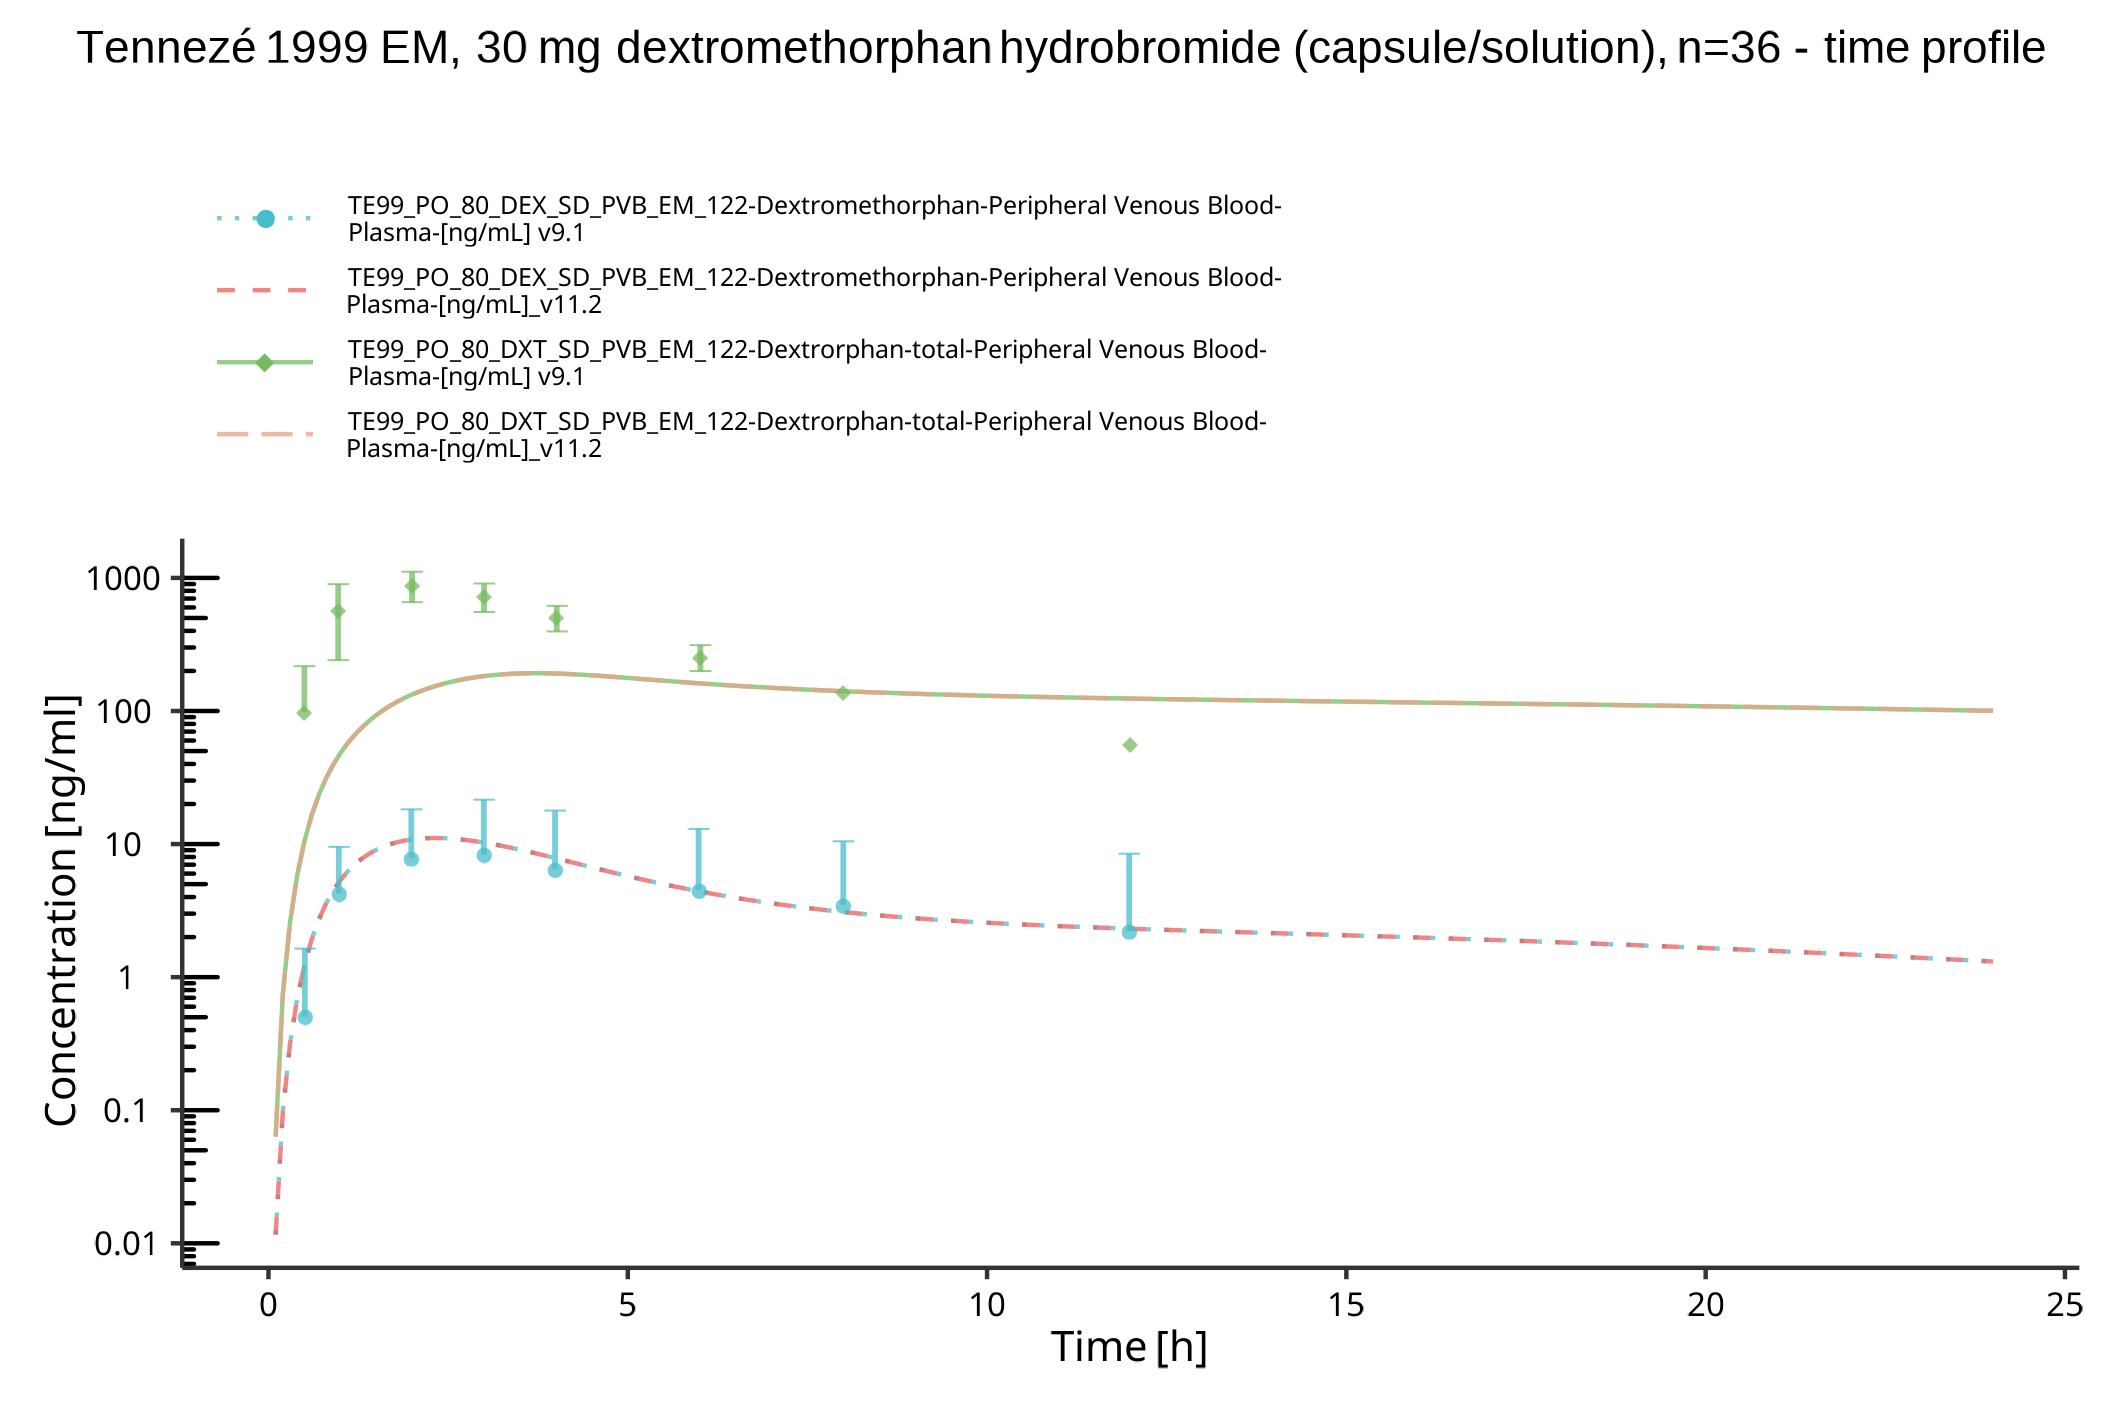 Tennezé 1999 EM, 30 mg dextromethorphan hydrobromide (capsule/solution), n=36 - time profile
TE99_PO_80_DEX_SD_PVB_EM_122-Dextromethorphan-Peripheral Venous Blood-
Plasma-[ng/mL] v9.1
TE99_PO_80_DEX_SD_PVB_EM_122-Dextromethorphan-Peripheral Venous Blood-
Plasma-[ng/mL]_v11.2
TE99_PO_80_DXT_SD_PVB_EM_122-Dextrorphan-total-Peripheral Venous Blood-
Plasma-[ng/mL] v9.1
TE99_PO_80_DXT_SD_PVB_EM_122-Dextrorphan-total-Peripheral Venous Blood-
Plasma-[ng/mL]_v11.2
Concentration [ng/ml]
1000
100
10
1
0.1
0.01
0 5 10 15 20 25
Time [h]